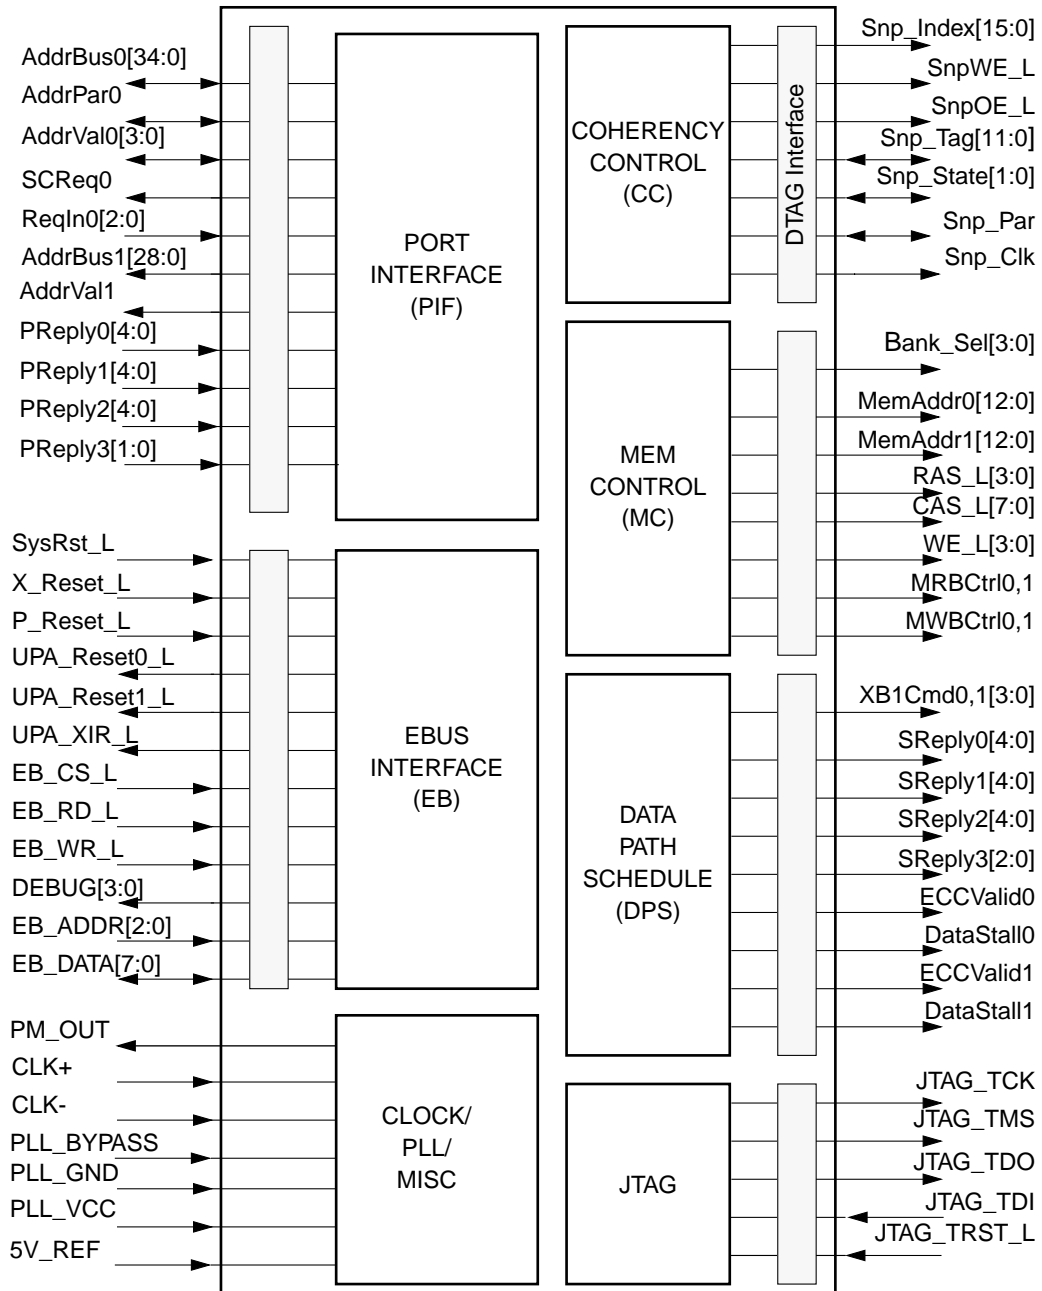 AddrBus0[34:0]
AddrPar0
AddrVal0[3:0]
SCReq0
ReqIn0[2:0]
AddrBus1[28:0]
AddrVal1
PReply0[4:0]
PReply1[4:0]
PReply2[4:0]
PReply3[1:0]
PORT
INTERFACE
(PIF)
SysRst_L
X_Reset_L
P_Reset_L
UPA_Reset0_L
UPA_Reset1_L
UPA_XIR_L
EB_CS_L
EB_RD_L
EB_WR_L
DEBUG[3:0]
EB_ADDR[2:0]
EB_DATA[7:0]
EBUS
INTERFACE
(EB)
PM_OUT
CLK+
CLK-
PLL_BYPASS
PLL_GND
PLL_VCC
5V_REF
CLOCK/
PLL/
MISC
COHERENCY
CONTROL
(CC)
DTAG Interface
Snp_Index[15:0]
SnpWE_L
SnpOE_L
Snp_Tag[11:0]
Snp_State[1:0]
Snp_Par
Snp_Clk
MEM
CONTROL
(MC)
Bank_Sel[3:0]
MemAddr0[12:0]
MemAddr1[12:0]
RAS_L[3:0]
CAS_L[7:0]
WE_L[3:0]
MRBCtrl0,1
MWBCtrl0,1
DATA
PATH
SCHEDULE
(DPS)
XB1Cmd0,1[3:0]
SReply0[4:0]
SReply1[4:0]
SReply2[4:0]
SReply3[2:0]
ECCValid0
DataStall0
ECCValid1
DataStall1
JTAG
JTAG_TCK
JTAG_TMS
JTAG_TDO
JTAG_TDI
JTAG_TRST_L